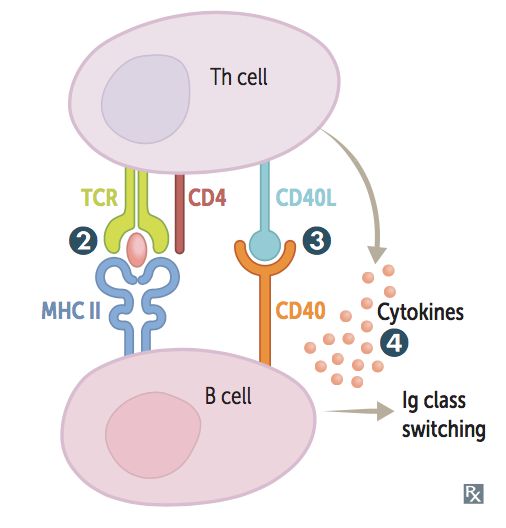 Th cell
TCR
CD4
CD40L
2
3
MHC II
CD40
Cytokines
4
B cell
Ig class
switching
Rx